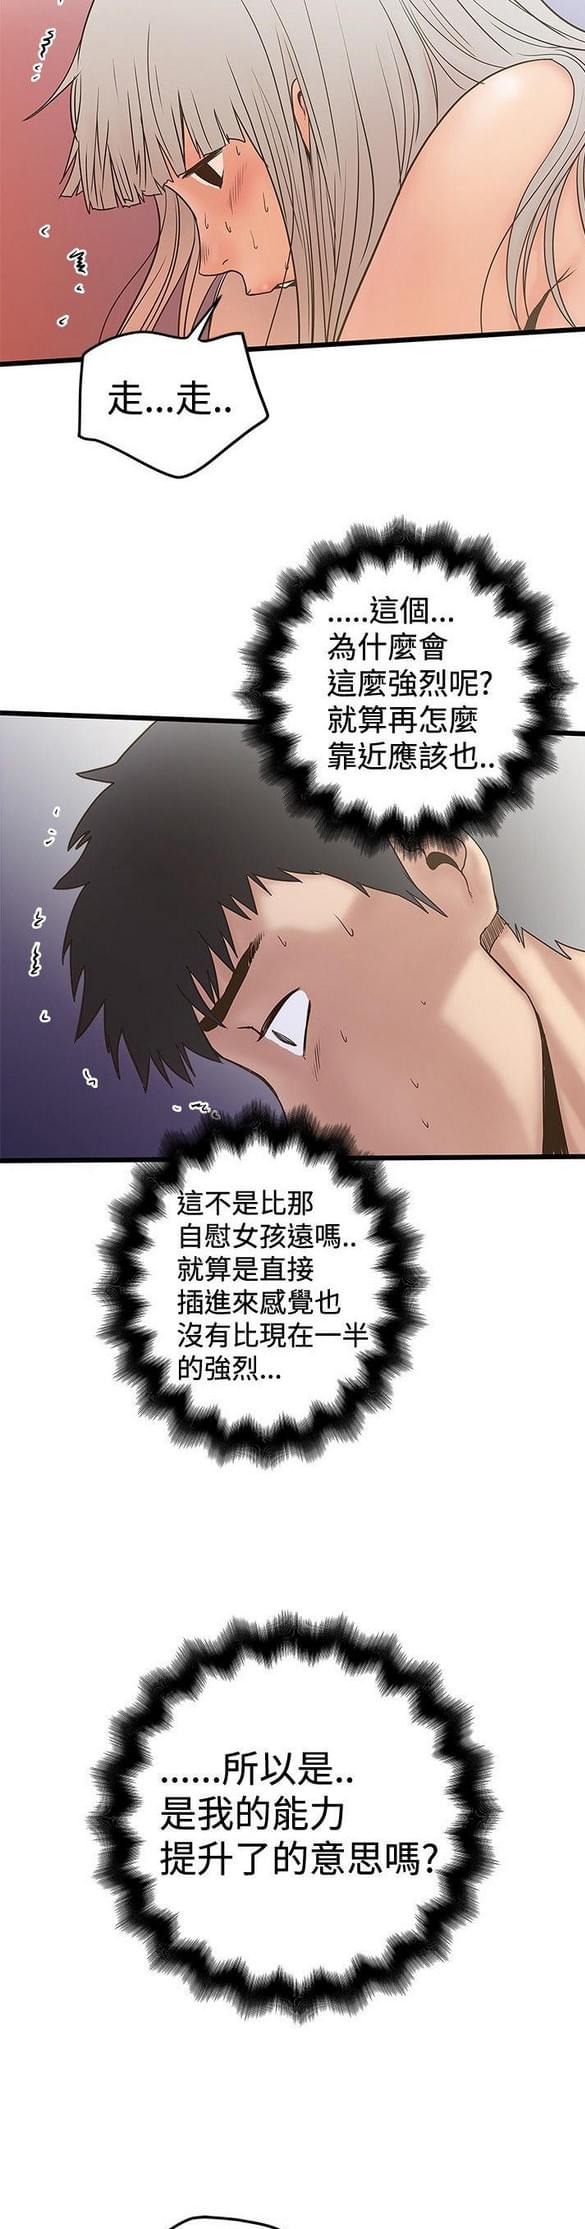 走...走..
.....這個...
為什麼會
這麼強烈呢?
就算再怎麼
靠近應該也..
這不是比那
自慰女孩遠嗎..
就算是直接
插進來感覺也
沒有比現在一半
的強烈...
......所以是..
是我的能力
提升了的意思嗎?